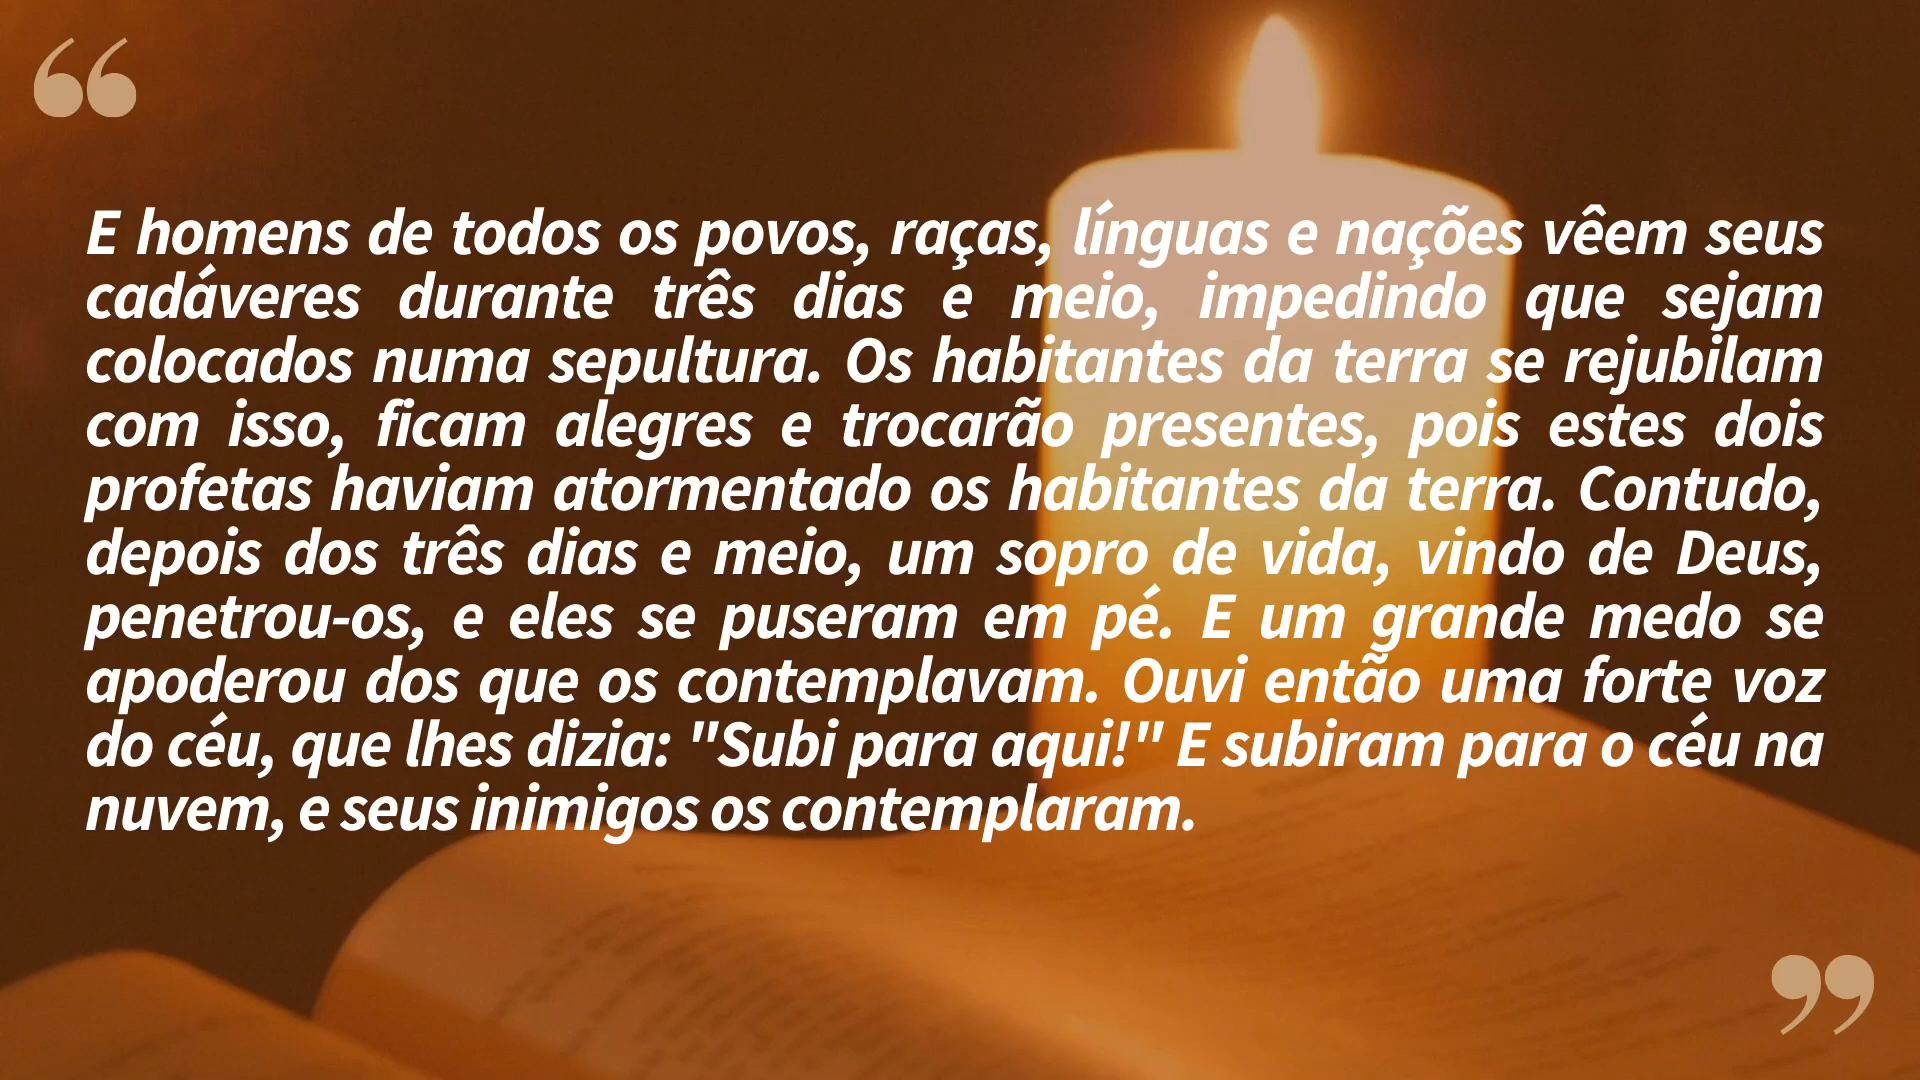 E homens de todos os povos, raças, línguas e nações vêem seus
cadáveres durante três dias e meio, impedindo que sejam
colocados numa sepultura. Os habitantes da terra se rejubilam
com isso, ficam alegres e trocarão presentes, pois estes dois
profetas haviam atormentado os habitantes da terra. Contudo,
depois dos três dias e meio, um sopro de vida, vindo de Deus,
penetrou-os, e eles se puseram em pé. E um grande medo se
apoderou dos que os contemplavam. Ouvi então uma forte voz
do céu, que lhes dizia: "Subi para aqui!" E subiram para o céu na
nuvem, e seus inimigos os contemplaram.